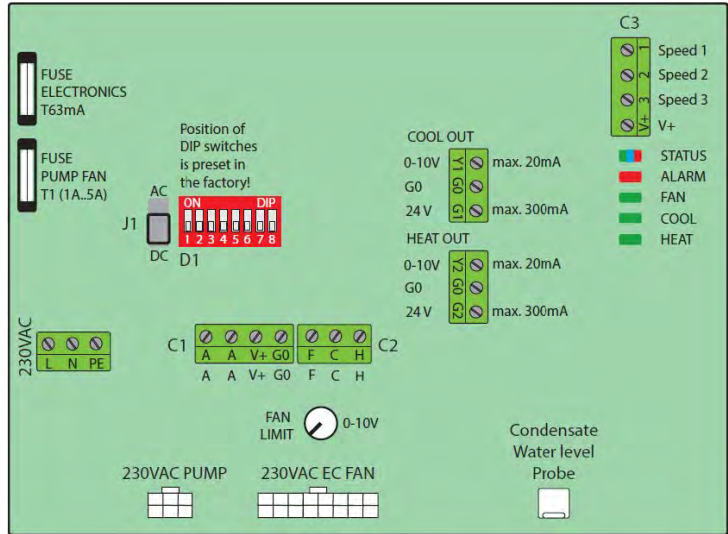 C3
1 Speed 1
2 Speed 2
3 Speed 3
V+ V+
FUSE
ELECTRONICS
T63mA
FUSE
PUMP FAN
T1 (1A..5A)
Position of
DIP switches
is preset in
the factory!
AC
J1
DC
ON DIP
1 2 3 4 5 6 7 8
D1
COOL OUT
0-10V Y1 max. 20mA
G0 G0
24 V G1 max. 300mA
HEAT OUT
0-10V Y2 max. 20mA
G0 G0
24 V G2 max. 300mA
STATUS
ALARM
FAN
COOL
HEAT
230VAC
L N PE
C1
A A V+ G0 F C H
C2
A A V+ G0 F C H
FAN
LIMIT
0-10V
230VAC PUMP
230VAC EC FAN
Condensate
Water level
Probe